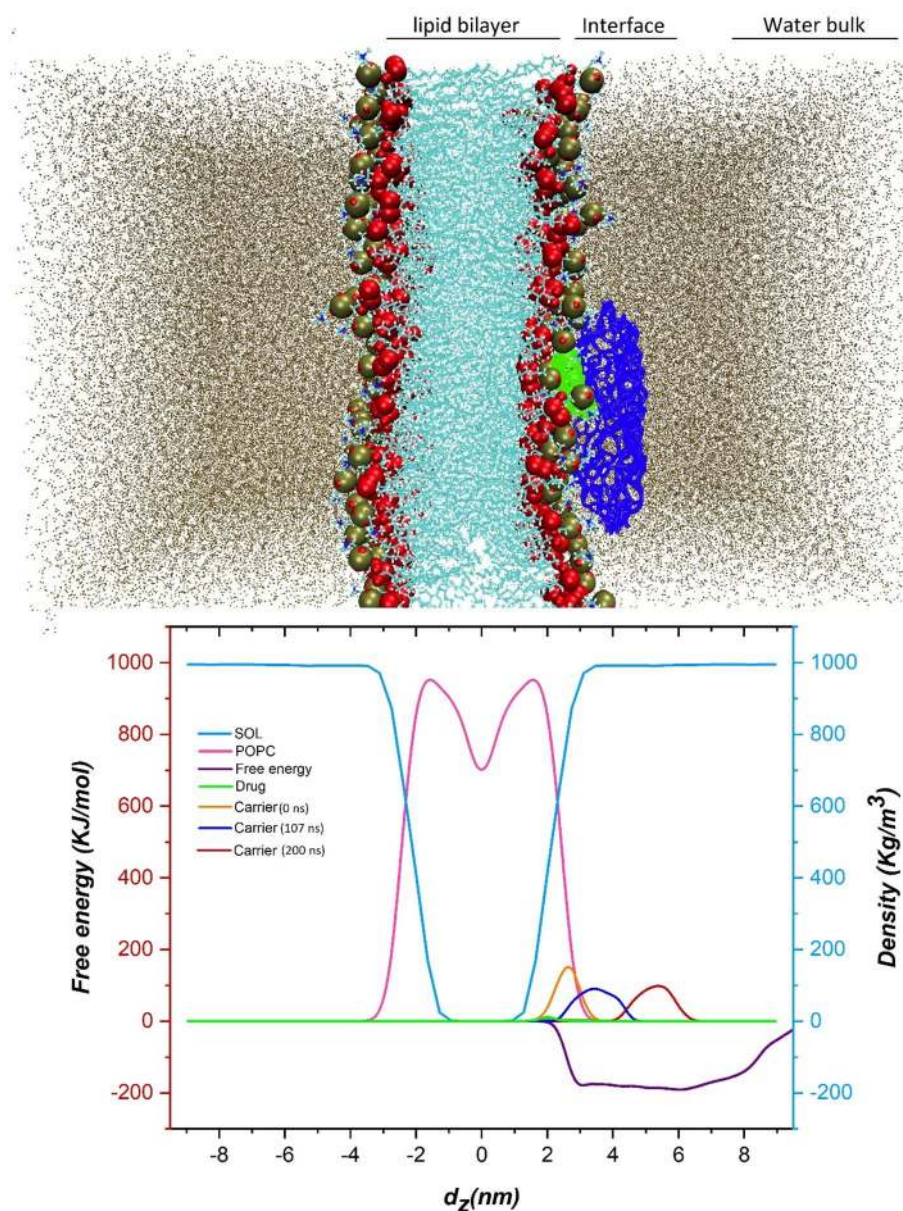 lipid bilayer Interface Water bulk
1000 1000
800 800
600 600
400 400
200 200
0 0
-200 -200
SOL
POPC
Free energy
Drug
Carrier (0 ns)
Carrier (107 ns)
Carrier (200 ns)
Free energy (KJ/mol)
Density (Kg/m³)
-8 -6 -4 -2 0 2 4 6 8
dz(nm)